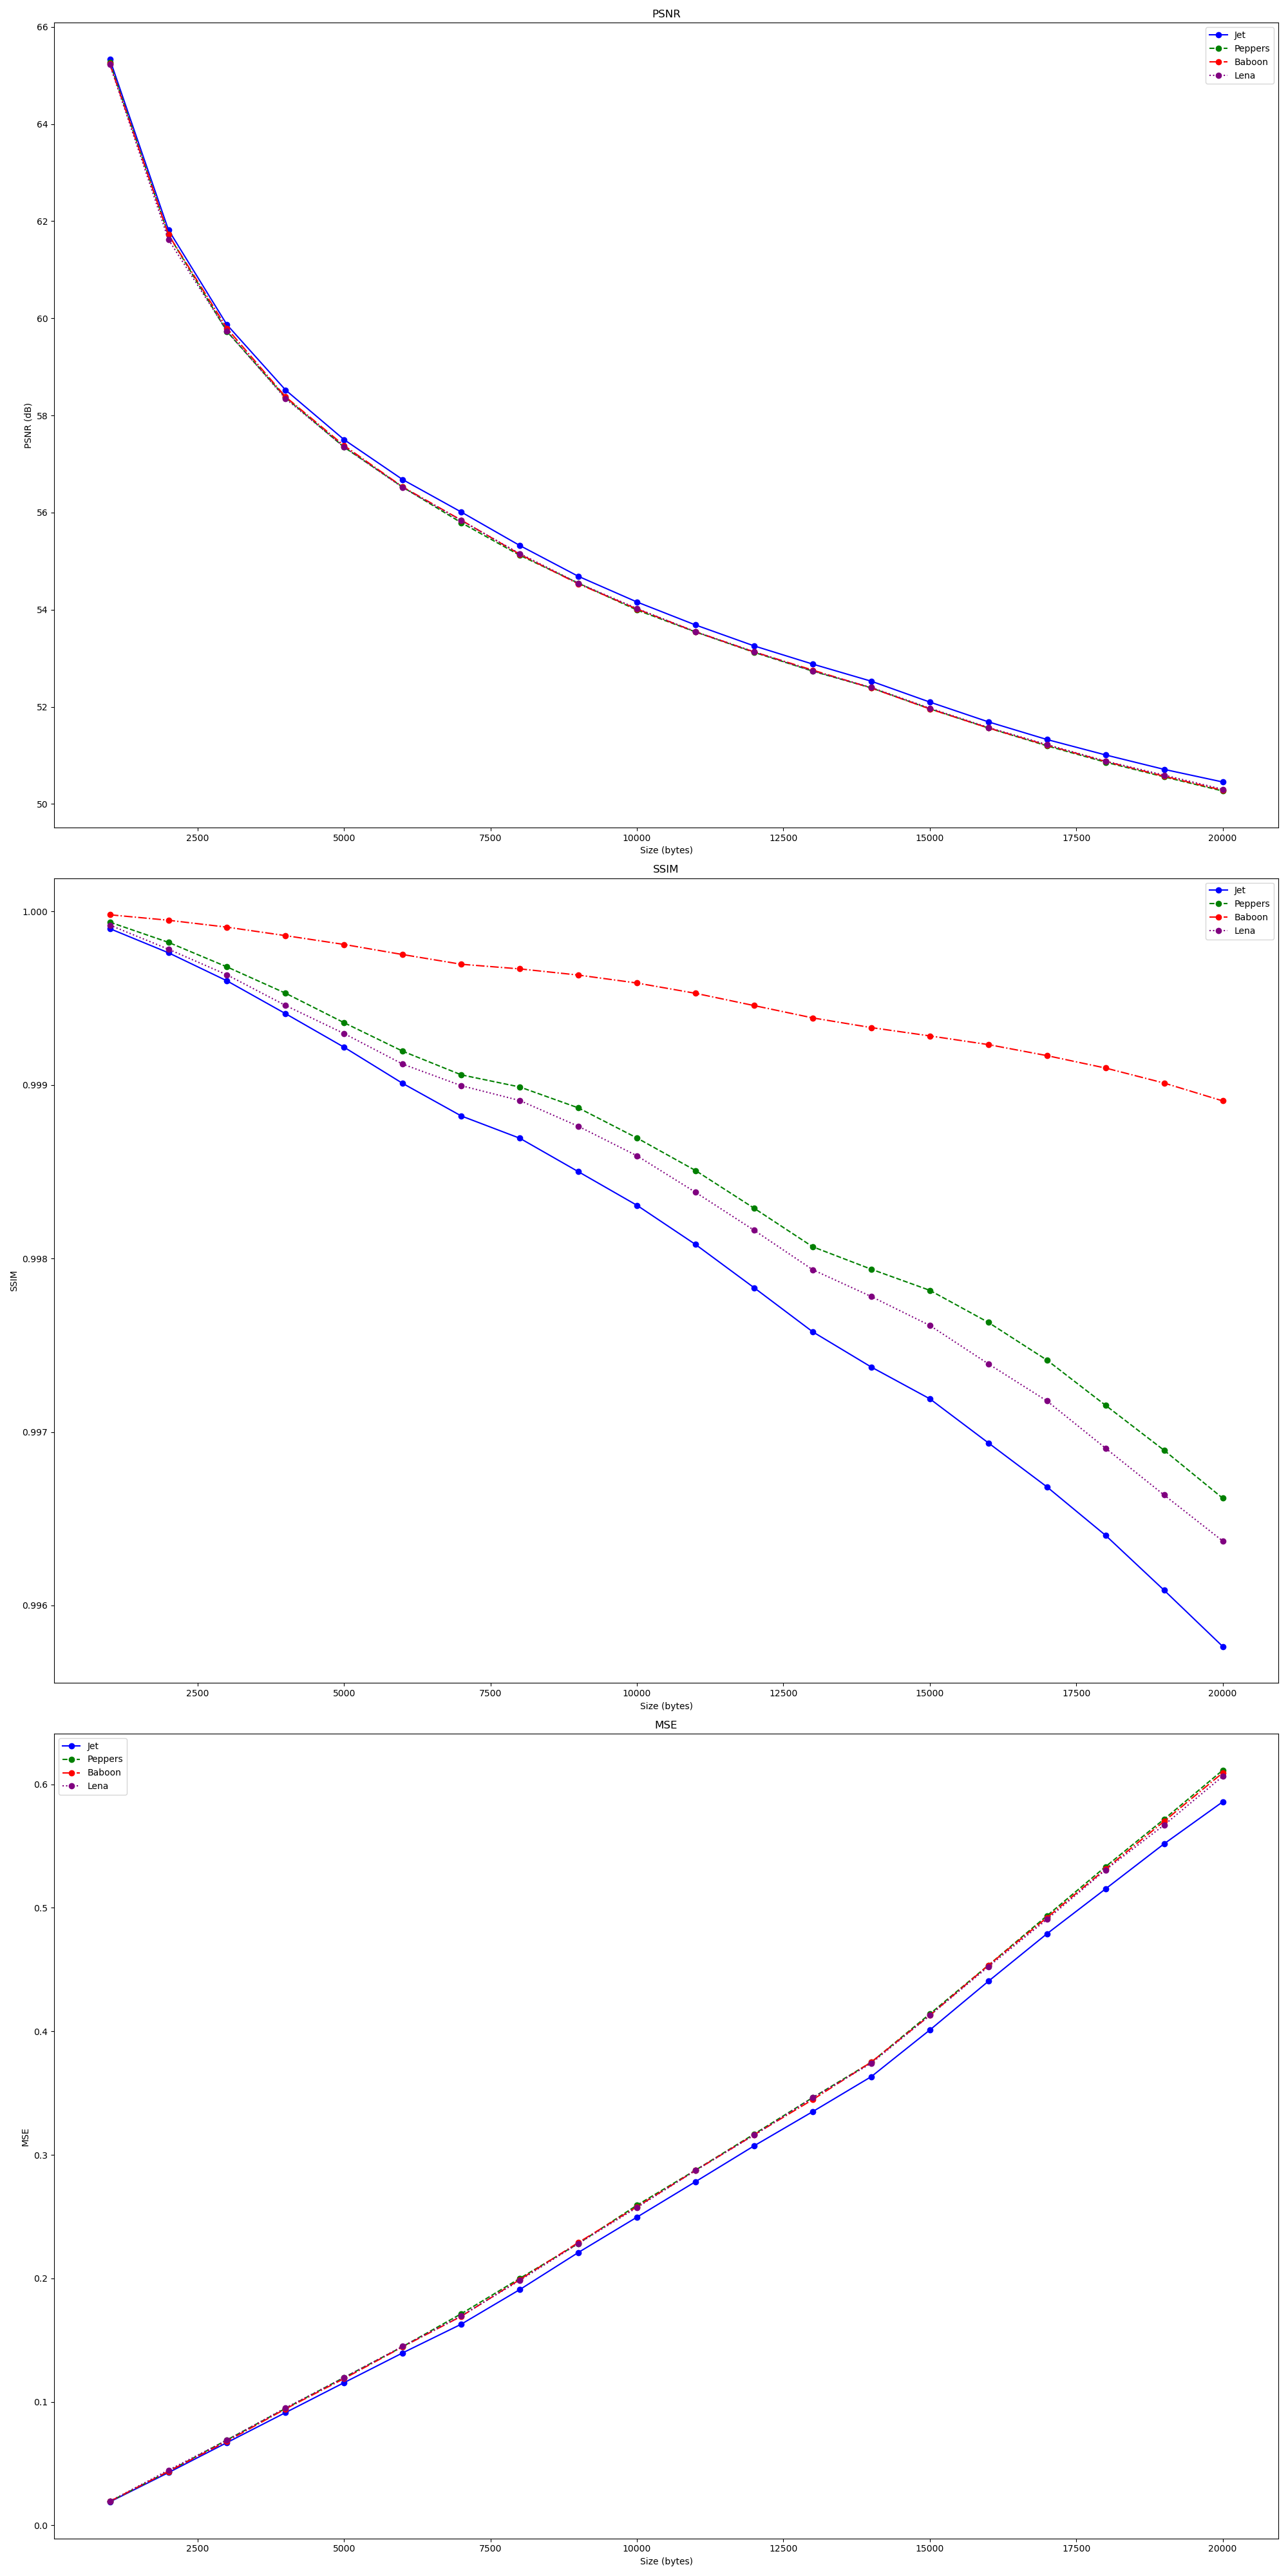 PSNR
66
64
62
60
58
56
54
52
50
PSNR (dB)
Jet
Peppers
Baboon
Lena
2500 5000 7500 10000 12500 15000 17500 20000
Size (bytes)
SSIM
1.000
0.999
0.998
0.997
0.996
SSIM
Jet
Peppers
Baboon
Lena
2500 5000 7500 10000 12500 15000 17500 20000
Size (bytes)
MSE
Jet
Peppers
Baboon
Lena
0.6
0.5
0.4
0.3
0.2
0.1
0.0
MSE
2500 5000 7500 10000 12500 15000 17500 20000
Size (bytes)